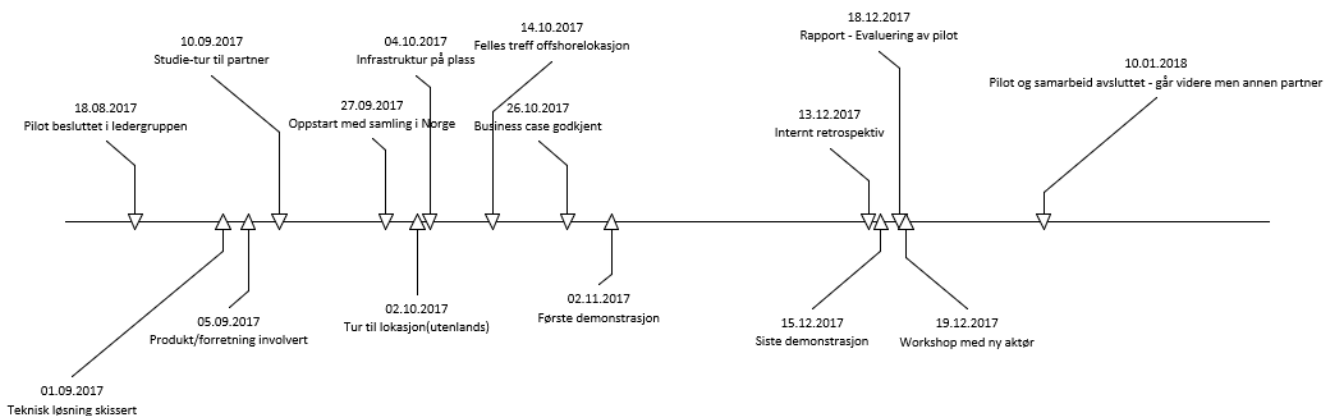 18.12.2017
Rapport - Evaluering av pilot
14.10.2017
Felles treff offshorelokasjon
10.09.2017
Studie-tur til partner
04.10.2017
Infrastruktur på plass
10.01.2018
Pilot og samarbeid avsluttet - går videre men annen partner
18.08.2017
Pilot besluttet i ledergruppen
27.09.2017
Oppstart med samling i Norge
26.10.2017
Business case godkjent
13.12.2017
Internt retrospektiv
02.10.2017
Tur til lokasjon(utenlands)
02.11.2017
Første demonstrasjon
05.09.2017
Produkt/forretning involvert
15.12.2017
Siste demonstrasjon
19.12.2017
Workshop med ny aktør
01.09.2017
Teknisk løsning skissert